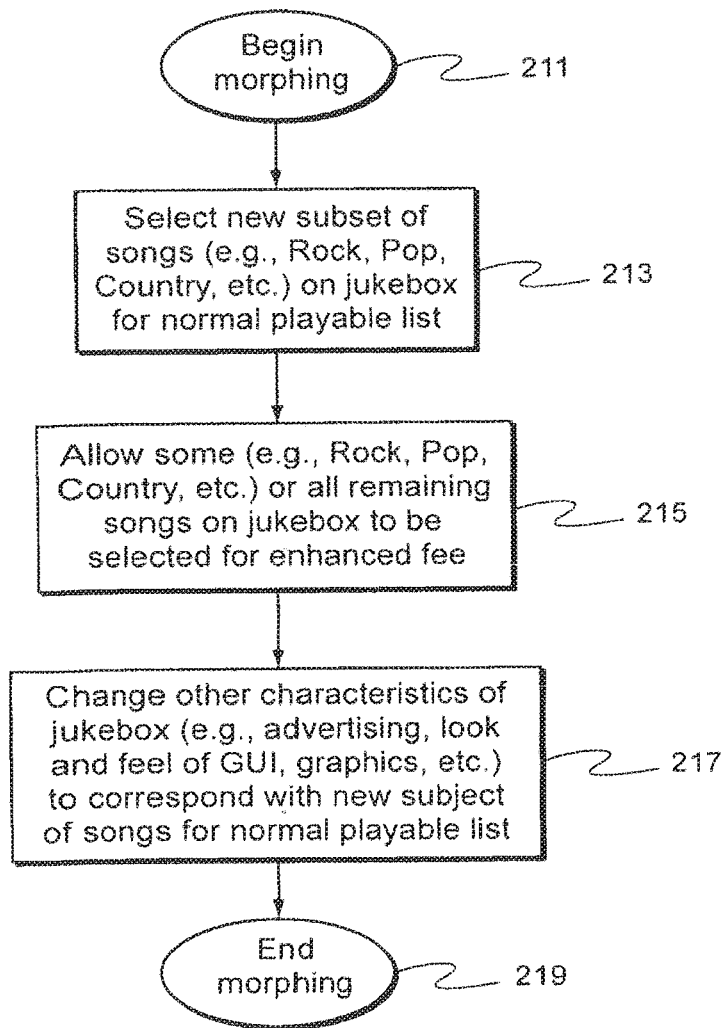 Begin
morphing
211
Select new subset of
songs (e.g., Rock, Pop,
Country, etc.) on jukebox
for normal playable list
213
Allow some (e.g., Rock, Pop,
Country, etc.) or all remaining
songs on jukebox to be
selected for enhanced fee
215
Change other characteristics of
jukebox (e.g., advertising, look
and feel of GUI, graphics, etc.)
to correspond with new subject
of songs for normal playable list
217
End
morphing
219